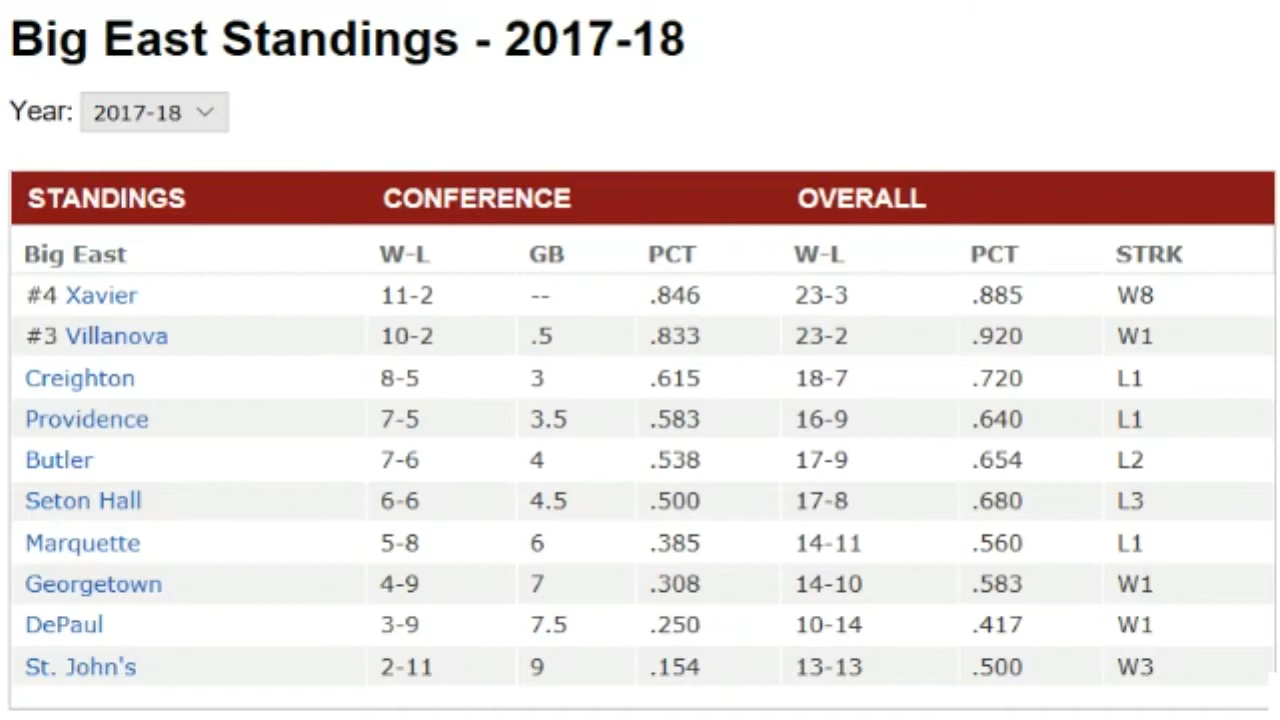 Big East Standings - 2017-18
Year: 2017-18
STANDINGS CONFERENCE OVERALL
Big East W-L GB PCT W-L PCT STRK
#4 Xavier 11-2 -- .846 23-3 .885 W8
#3 Villanova 10-2 .5 .833 23-2 .920 W1
Creighton 8-5 3 .615 18-7 .720 L1
Providence 7-5 3.5 .583 16-9 .640 L1
Butler 7-6 4 .538 17-9 .654 L2
Seton Hall 6-6 4.5 .500 17-8 .680 L3
Marquette 5-8 6 .385 14-11 .560 L1
Georgetown 4-9 7 .308 14-10 .583 W1
DePaul 3-9 7.5 .250 10-14 .417 W1
St. John's 2-11 9 .154 13-13 .500 W3